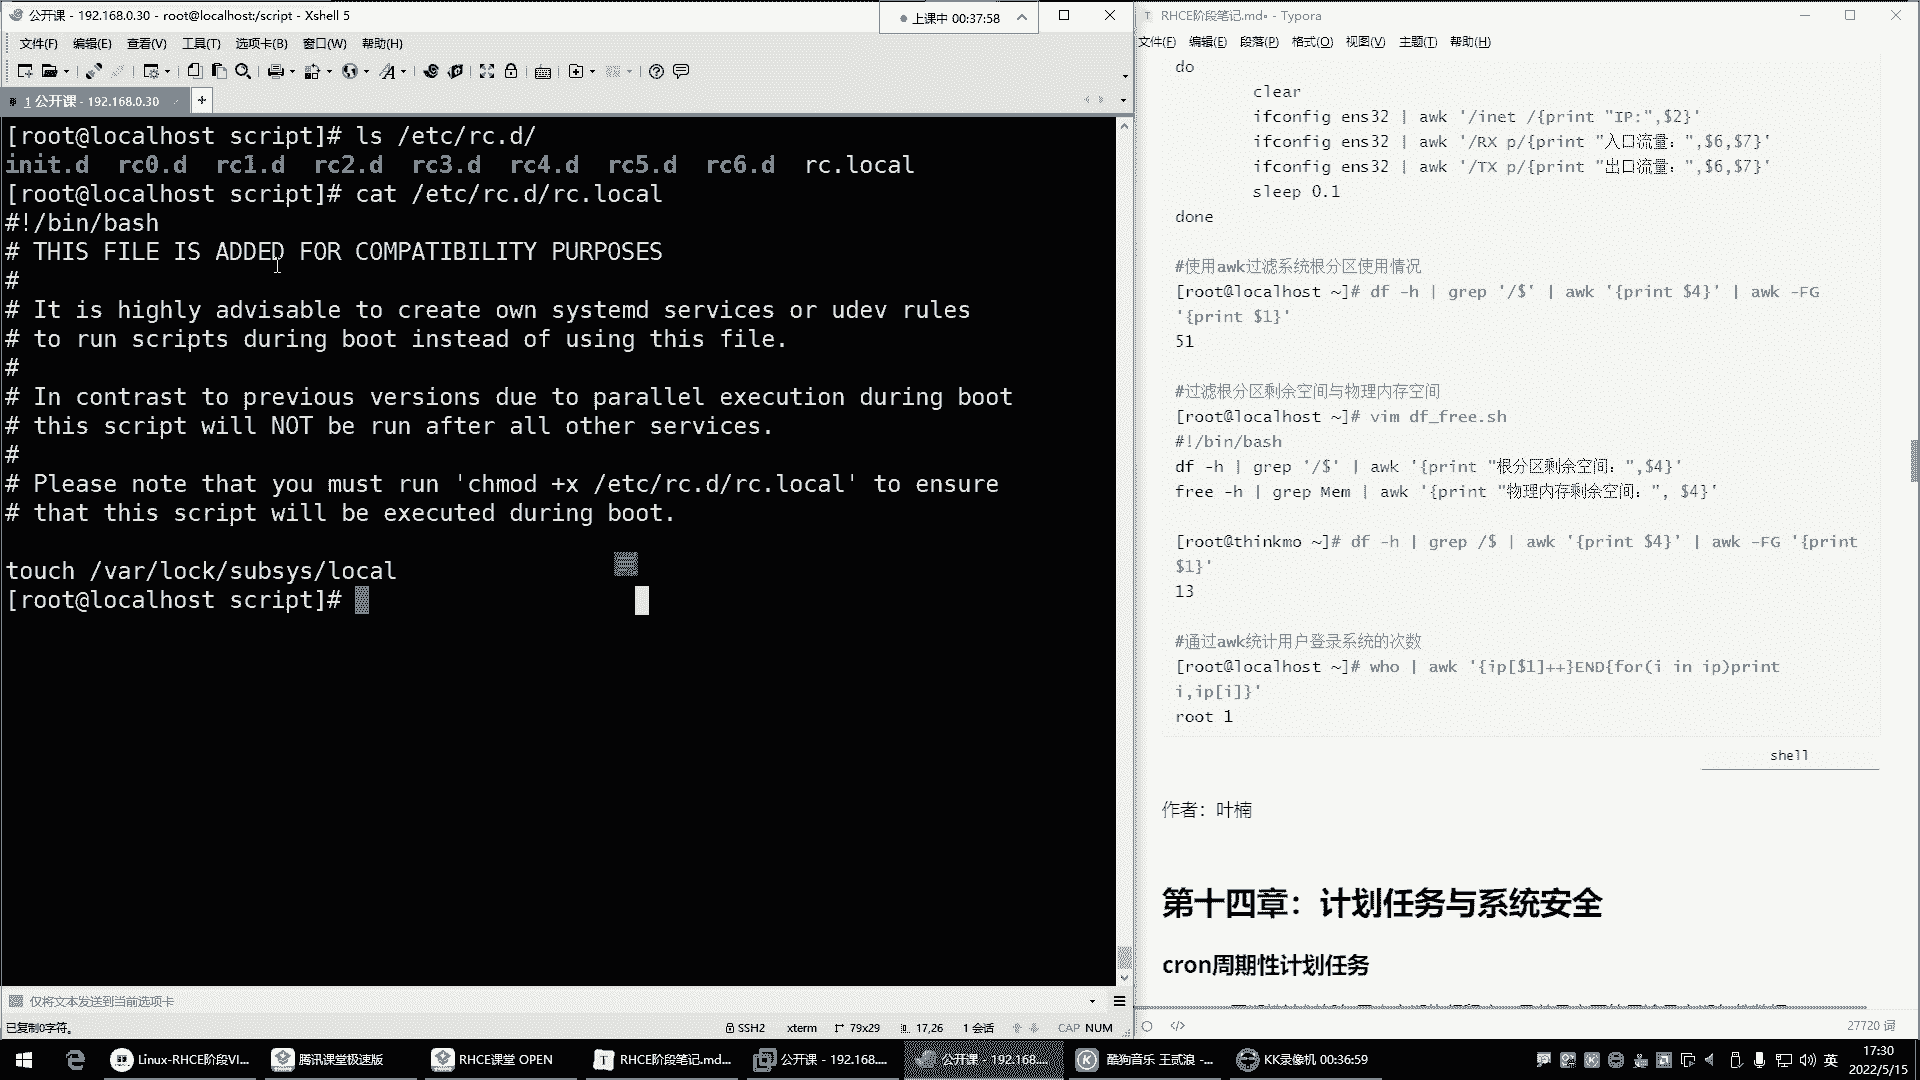 公开课 - 192.168.0.30 - root@localhost:/script - Xshell 5
上课中 00:37:58
文件(F) 编辑(E) 查看(V) 工具(T) 选项卡(B) 窗口(W) 帮助(H)
1 公开课 - 192.168.0.30
[root@localhost script]# ls /etc/rc.d/
init.d rc0.d rc1.d rc2.d rc3.d rc4.d rc5.d rc6.d rc.local
[root@localhost script]# cat /etc/rc.d/rc.local
#!/bin/bash
# THIS FILE IS ADDED FOR COMPATIBILITY PURPOSES
#
# It is highly advisable to create own systemd services or udev rules
# to run scripts during boot instead of using this file.
#
# In contrast to previous versions due to parallel execution during boot
# this script will NOT be run after all other services.
#
# Please note that you must run 'chmod +x /etc/rc.d/rc.local' to ensure
# that this script will be executed during boot.
touch /var/lock/subsys/local
[root@localhost script]#
仅将文本发送到当前选项卡
已复制0字符。 SSH2 xterm 79x29 17,26 1 会话 CAP NUM
RHCE阶段笔记.md• - Typora
文件(F) 编辑(E) 段落(P) 格式(O) 视图(V) 主题(T) 帮助(H)
do
clear
ifconfig ens32 | awk '/inet /{print "IP:",$2}'
ifconfig ens32 | awk '/RX p/{print "入口流量：",$6,$7}'
ifconfig ens32 | awk '/TX p/{print "出口流量：",$6,$7}'
sleep 0.1
done
#使用awk过滤系统根分区使用情况
[root@localhost ~]# df -h | grep '/$' | awk '{print $4}' | awk -FG
'{print $1}'
51
#过滤根分区剩余空间与物理内存空间
[root@localhost ~]# vim df_free.sh
#!/bin/bash
df -h | grep '/$' | awk '{print "根分区剩余空间：",$4}'
free -h | grep Mem | awk '{print "物理内存剩余空间：", $4}'
[root@thinkmo ~]# df -h | grep /$ | awk '{print $4}' | awk -FG '{print
$1}'
13
#通过awk统计用户登录系统的次数
[root@localhost ~]# who | awk '{ip[$1]++}END{for(i in ip)print
i,ip[i]}'
root 1
shell
作者：叶楠
第十四章：计划任务与系统安全
cron周期性计划任务
27720 词
Linux-RHCE阶段VI... 腾讯课堂极速版 RHCE课堂 OPEN RHCE阶段笔记.md... 公开课 - 192.168.... 公开课 - 192.168.... 酷狗音乐 王贰浪 -... KK录像机 00:36:59 英 17:30
2022/5/15